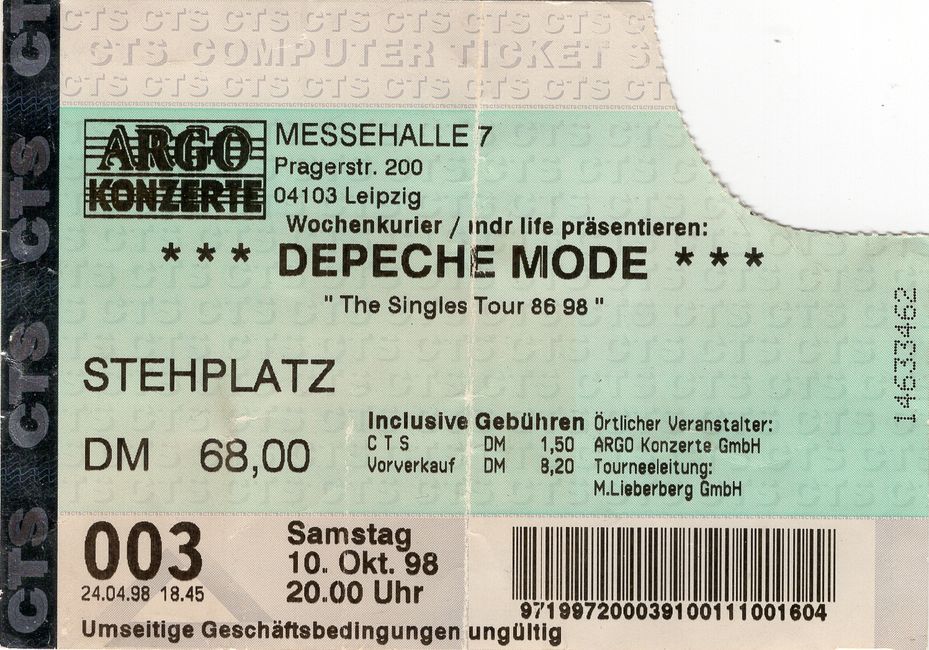 CTS CTS CTS CTS CTS CTS CTS CTS
CTS COMPUTER TICKET S
CTS CTS CTS CTS CTS CTS CTS CTS
CTS CTS CTS CTS CTS
ARGO
KONZERTE
MESSEHALLE 7
Pragerstr. 200
04103 Leipzig
Wochenkurier / mdr life präsentieren:
* * * DEPECHE MODE * * *
" The Singles Tour 86 98 "
14633462
STEHPLATZ
DM 68,00
Inclusive Gebühren
CTS DM 1,50
Vorverkauf DM 8,20
Örtlicher Veranstalter:
ARGO Konzerte GmbH
Tourneeleitung:
M.Lieberberg GmbH
003
24.04.98 18.45
Samstag
10. Okt. 98
20.00 Uhr
971997200039100111001604
Umseitige Geschäftsbedingungen ungültig